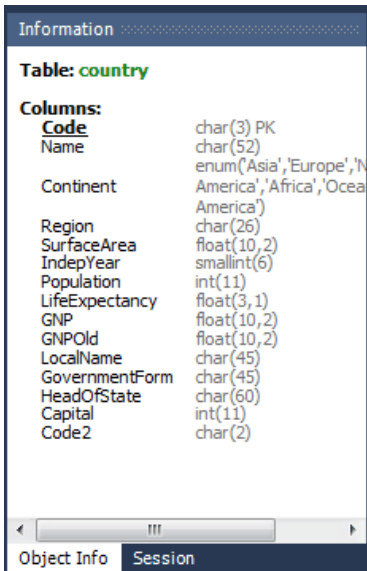 Information
Table: country
Columns:
Code char(3) PK
Name char(52)
enum('Asia','Europe','N
Continent America','Africa','Ocea
America')
Region char(26)
SurfaceArea float(10,2)
IndepYear smallint(6)
Population int(11)
LifeExpectancy float(3,1)
GNP float(10,2)
GNPOld float(10,2)
LocalName char(45)
GovernmentForm char(45)
HeadOfState char(60)
Capital int(11)
Code2 char(2)
Object Info Session